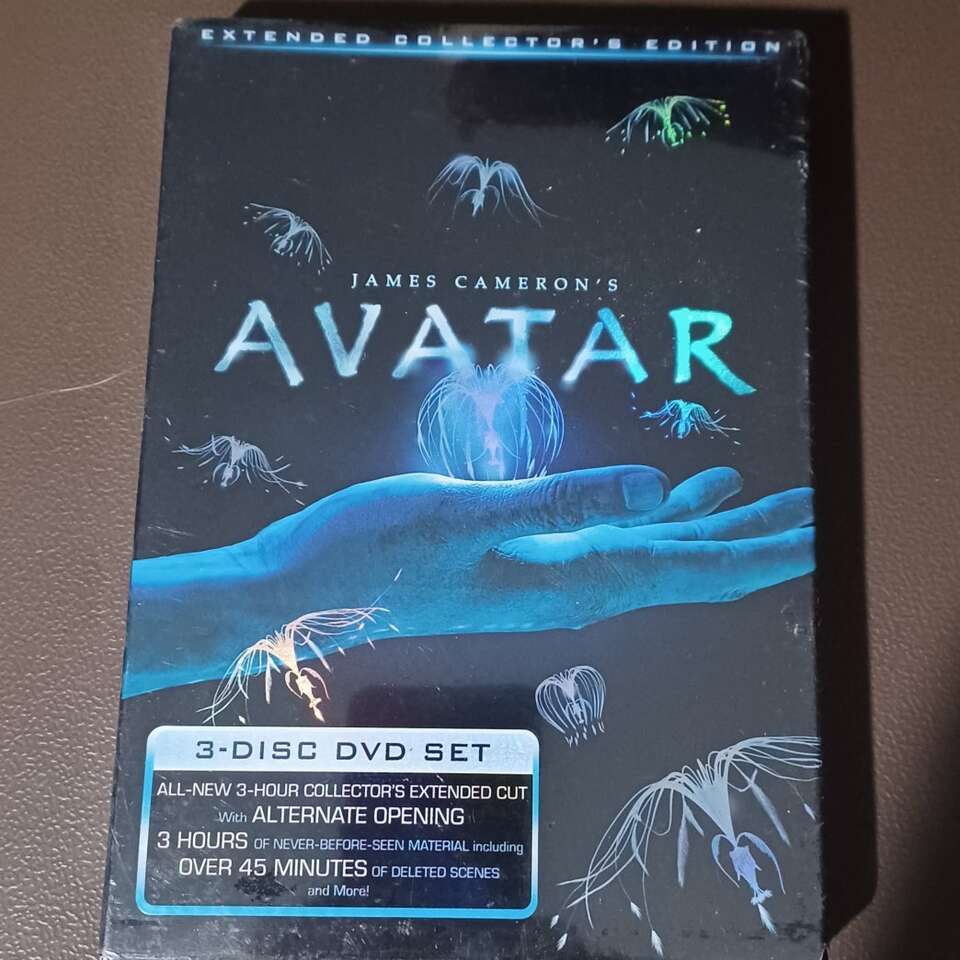 EXTENDED COLLECTOR'S EDITION
JAMES CAMERON'S
AVATAR
3-DISC DVD SET
ALL-NEW 3-HOUR COLLECTOR'S EXTENDED CUT
With ALTERNATE OPENING
3 HOURS OF NEVER-BEFORE-SEEN MATERIAL including
OVER 45 MINUTES OF DELETED SCENES
and More!